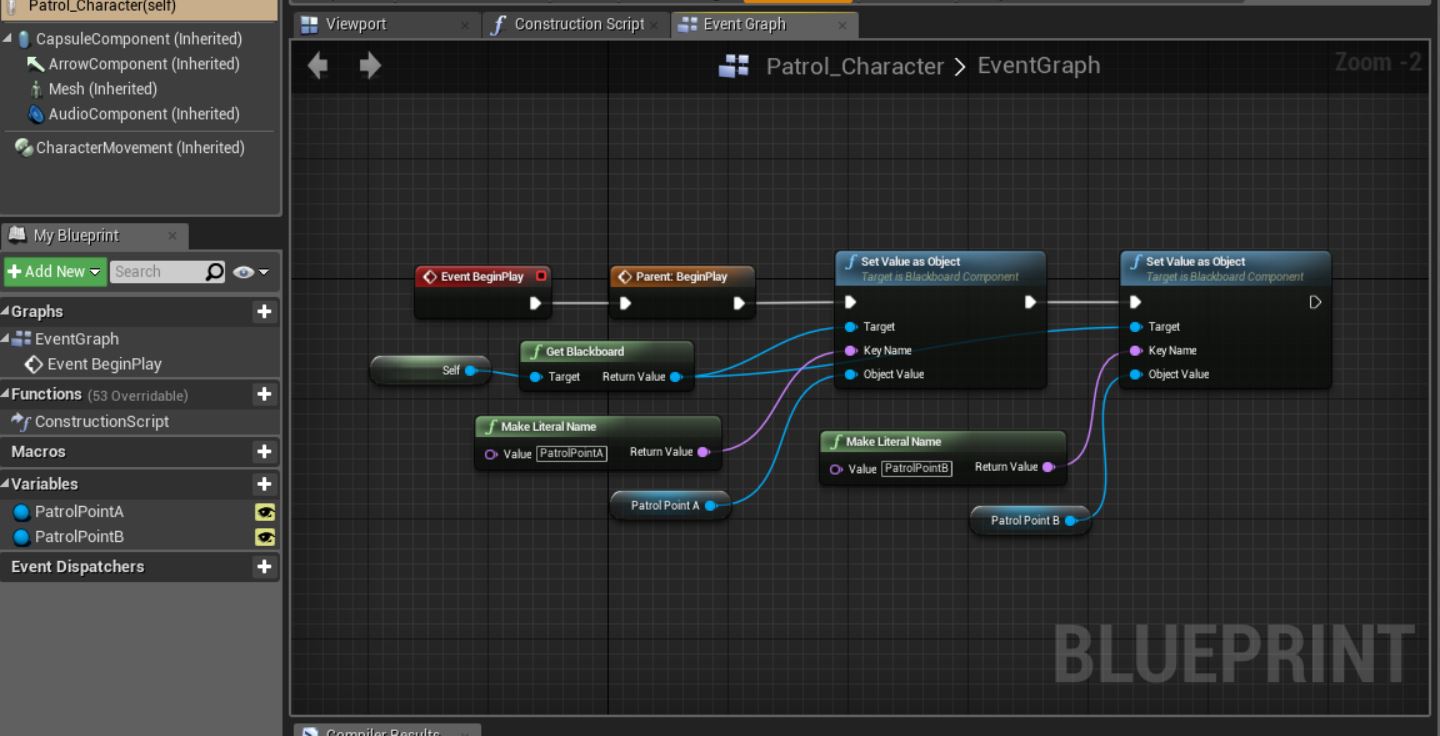 Patrol_Character(self)
CapsuleComponent (Inherited)
ArrowComponent (Inherited)
Mesh (Inherited)
AudioComponent (Inherited)
CharacterMovement (Inherited)
My Blueprint
Add New
Search
Graphs
EventGraph
Event BeginPlay
Functions (53 Overridable)
ConstructionScript
Macros
Variables
PatrolPointA
PatrolPointB
Event Dispatchers
Viewport
Construction Script
Event Graph
Patrol_Character > EventGraph
Zoom -2
Event BeginPlay
Parent: BeginPlay
Set Value as Object
Target is Blackboard Component
Target
Key Name
Object Value
Set Value as Object
Target is Blackboard Component
Target
Key Name
Object Value
Self
Get Blackboard
Target Return Value
Make Literal Name
Value PatrolPointA Return Value
Patrol Point A
Make Literal Name
Value PatrolPointB Return Value
Patrol Point B
BLUEPRINT
Compiler Results